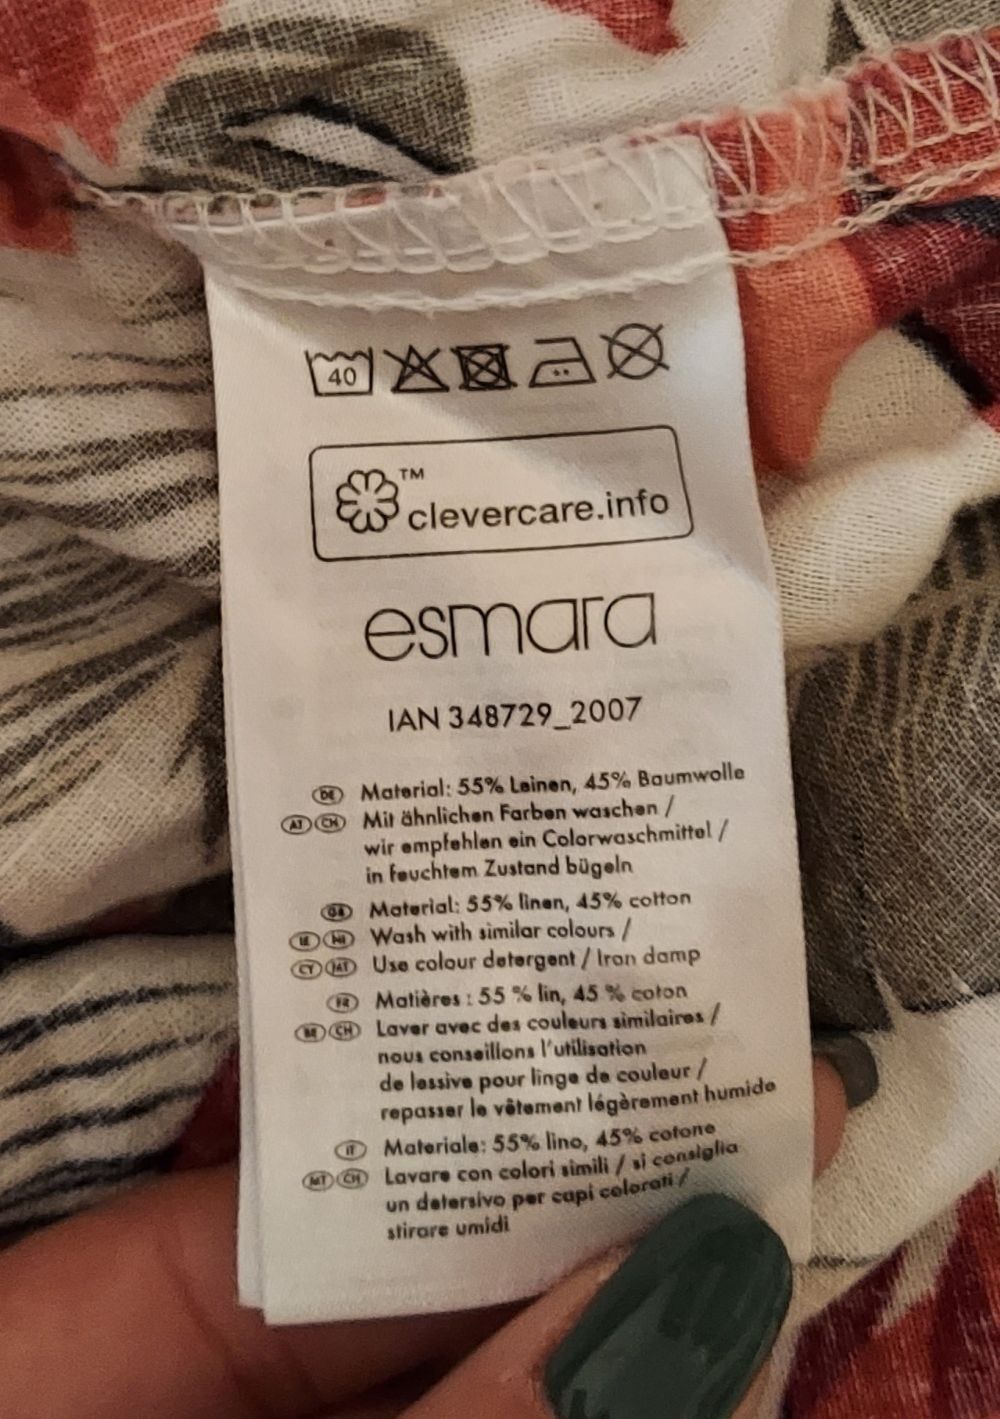 40
™
clevercare.info
esmara
IAN 348729_2007
DE Material: 55% Leinen, 45% Baumwolle
AT CH Mit ähnlichen Farben waschen /
wir empfehlen ein Colorwaschmittel /
in feuchtem Zustand bügeln
GB Material: 55% linen, 45% cotton
IE NI Wash with similar colours /
CY MT Use colour detergent / Iron damp
FR Matières : 55 % lin, 45 % coton
BE CH Laver avec des couleurs similaires /
nous conseillons l'utilisation
de lessive pour linge de couleur /
repasser le vêtement légèrement humide
IT Materiale: 55% lino, 45% cotone
MT CH Lavare con colori simili / si consiglia
un detersivo per capi colorati /
stirare umidi